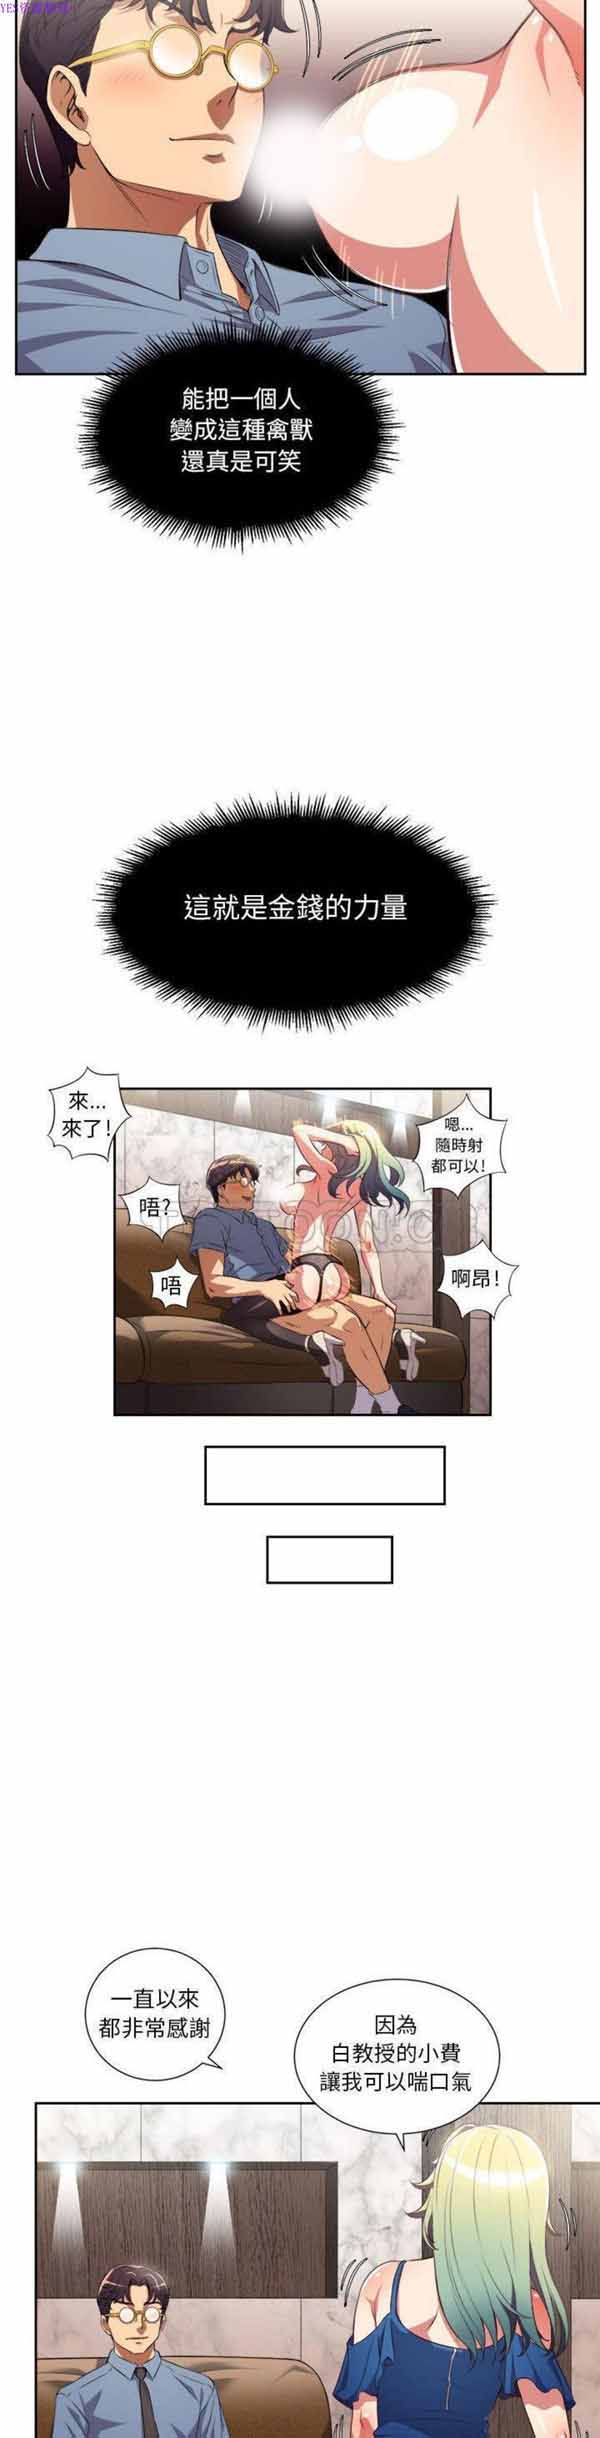 能把一個人
變成這種禽獸
還真是可笑
這就是金錢的力量
來...
來了!
嗯...
隨時射
都可以!
唔?
唔
啊昂!
一直以來
都非常感謝
因為
白教授的小費
讓我可以喘口氣